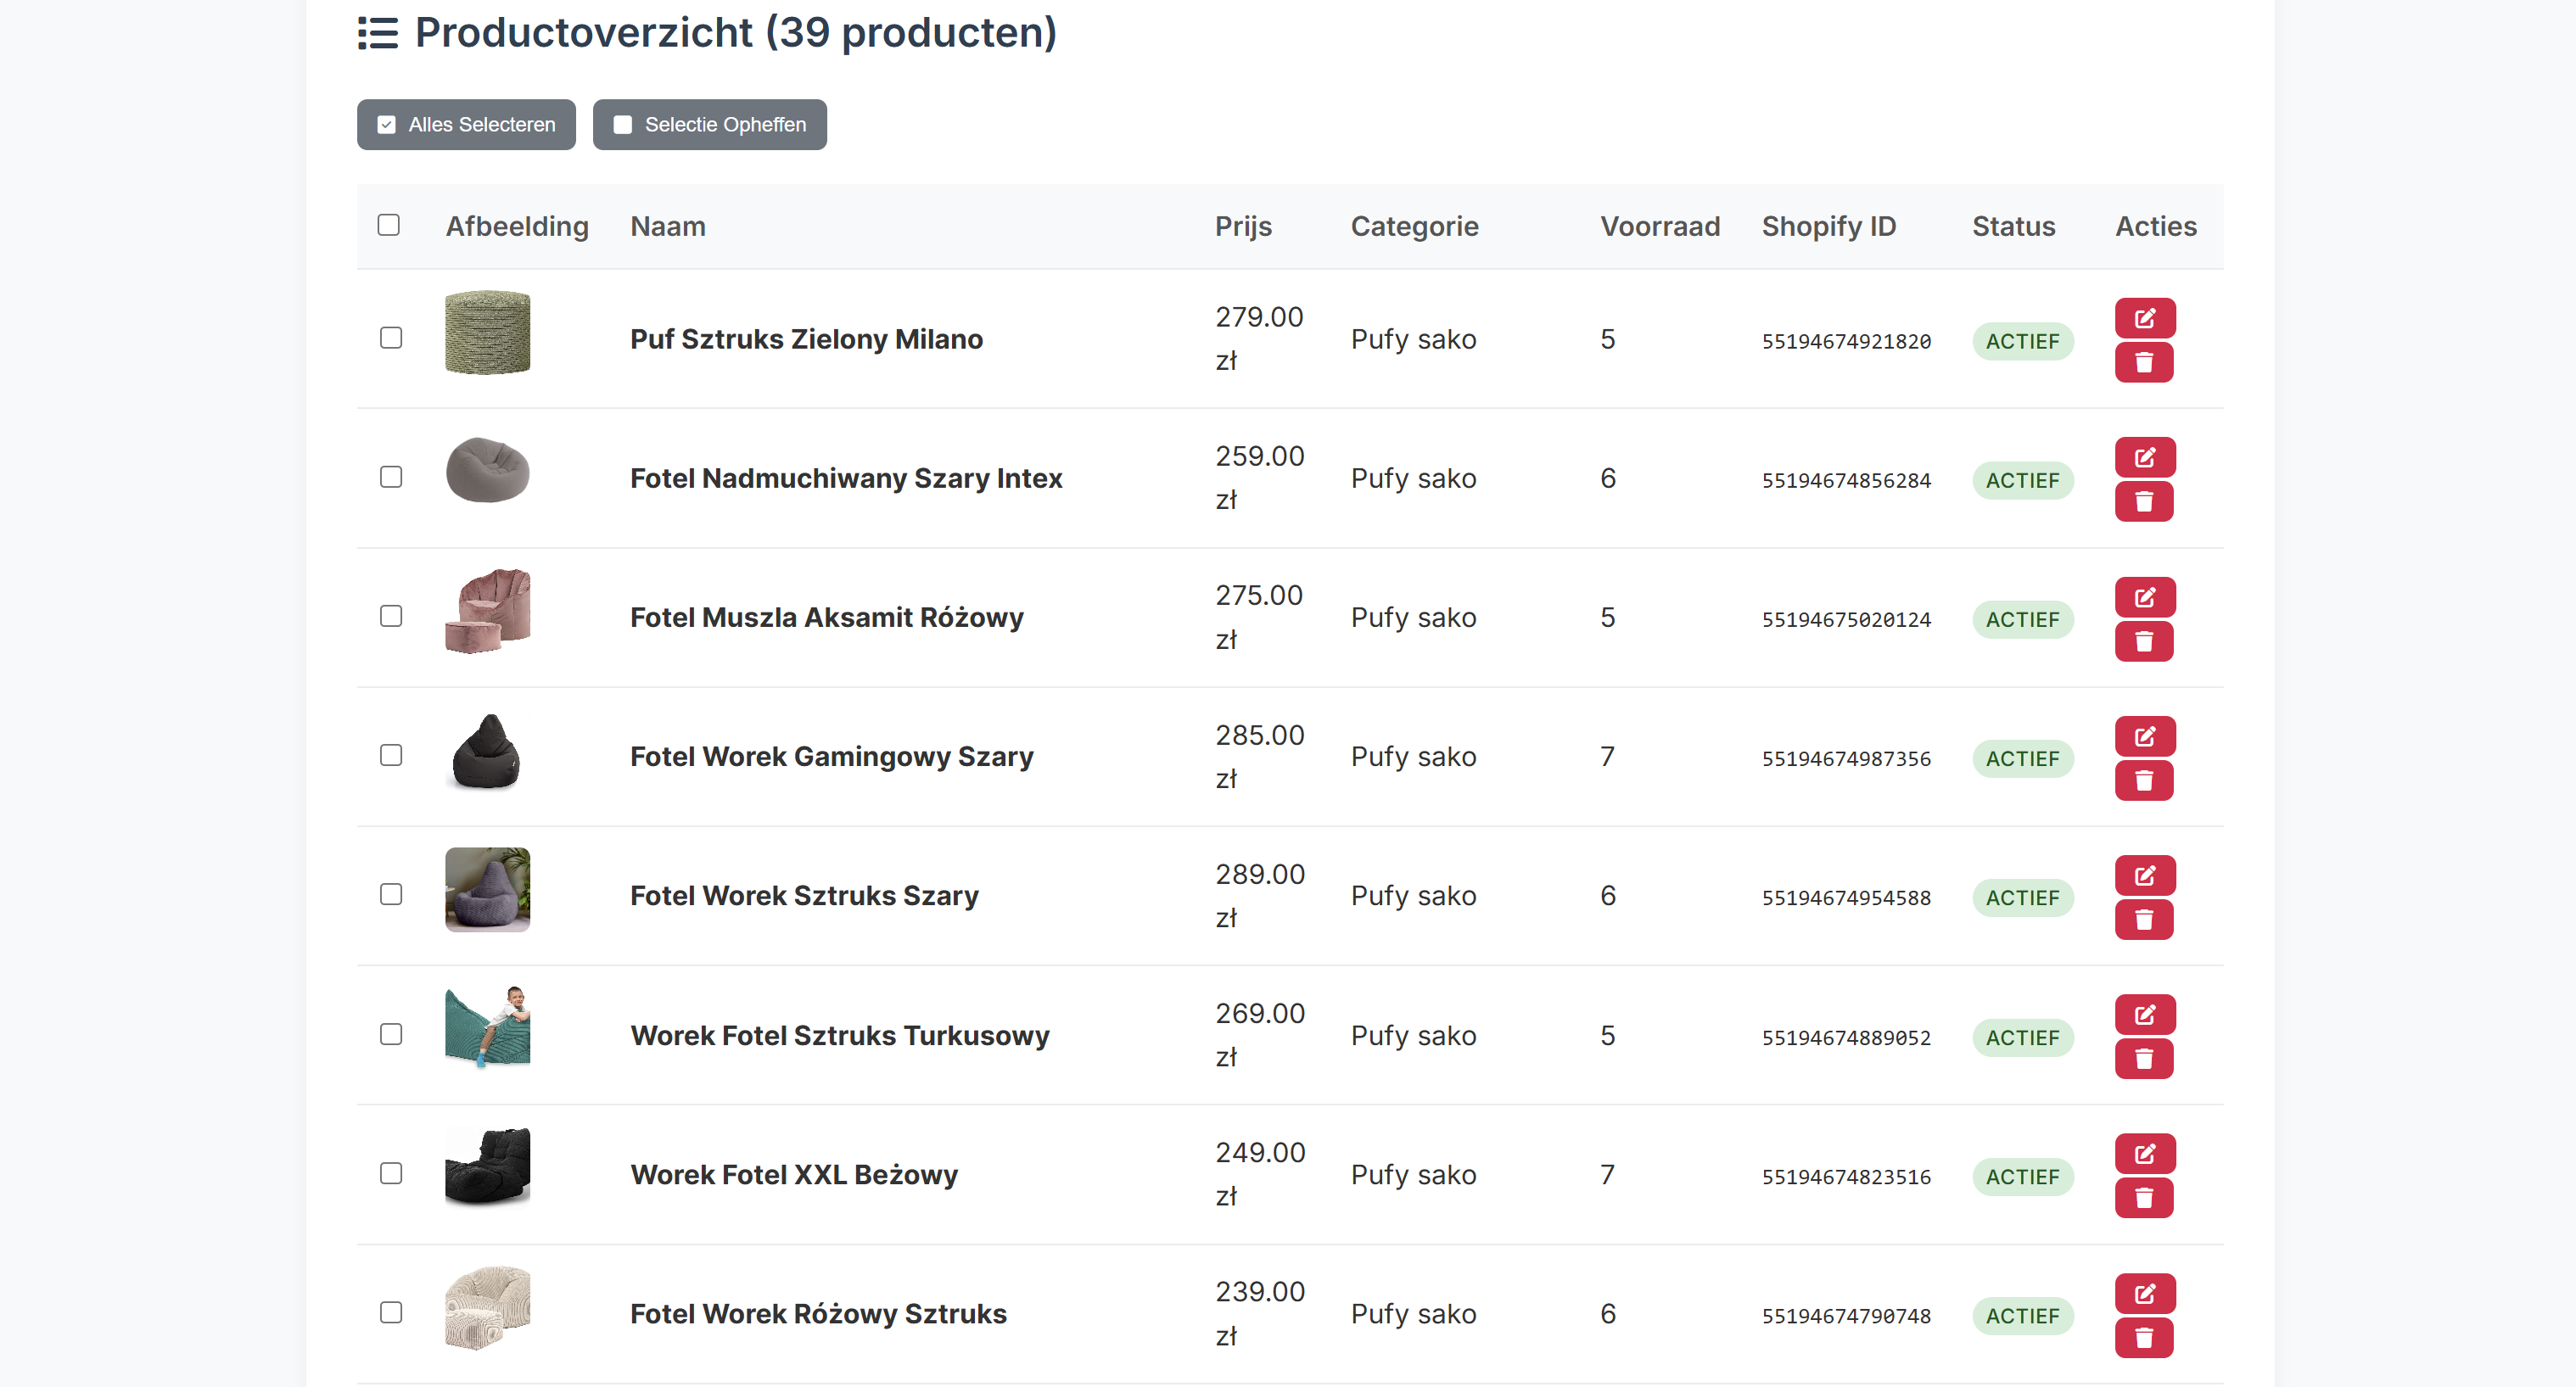 Productoverzicht (39 producten)
Alles Selecteren
Selectie Opheffen
Afbeelding Naam Prijs Categorie Voorraad Shopify ID Status Acties
Puf Sztruks Zielony Milano 279.00 zł Pufy sako 5 55194674921820 ACTIEF
Fotel Nadmuchiwany Szary Intex 259.00 zł Pufy sako 6 55194674856284 ACTIEF
Fotel Muszla Aksamit Różowy 275.00 zł Pufy sako 5 55194675020124 ACTIEF
Fotel Worek Gamingowy Szary 285.00 zł Pufy sako 7 55194674987356 ACTIEF
Fotel Worek Sztruks Szary 289.00 zł Pufy sako 6 55194674954588 ACTIEF
Worek Fotel Sztruks Turkusowy 269.00 zł Pufy sako 5 55194674889052 ACTIEF
Worek Fotel XXL Beżowy 249.00 zł Pufy sako 7 55194674823516 ACTIEF
Fotel Worek Różowy Sztruks 239.00 zł Pufy sako 6 55194674790748 ACTIEF